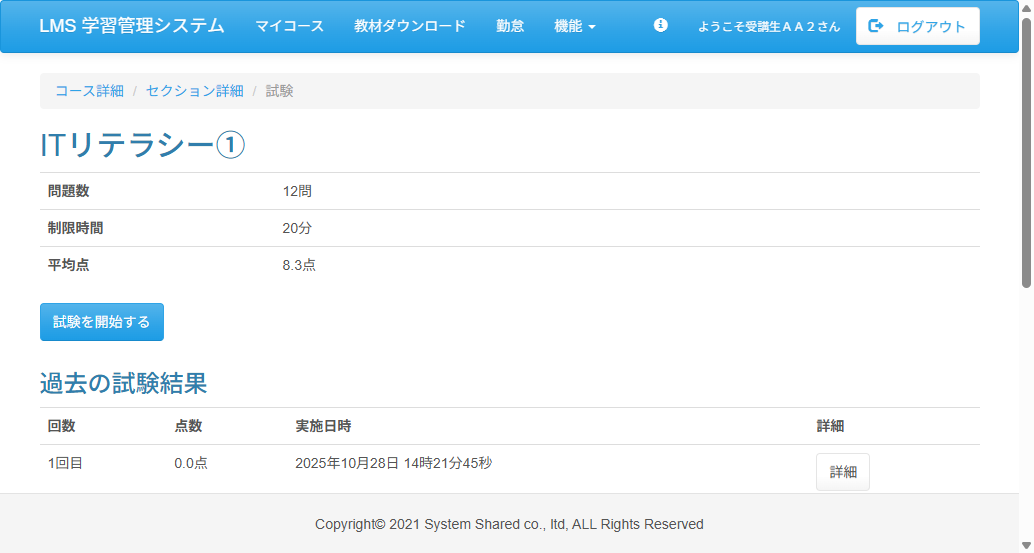 LMS 学習管理システム マイコース 教材ダウンロード 勤怠 機能 ようこそ受講生ＡＡ２さん ログアウト
コース詳細 / セクション詳細 / 試験
ITリテラシー①
問題数 12問
制限時間 20分
平均点 8.3点
試験を開始する
過去の試験結果
回数 点数 実施日時 詳細
1回目 0.0点 2025年10月28日 14時21分45秒 詳細
Copyright© 2021 System Shared co., ltd, ALL Rights Reserved